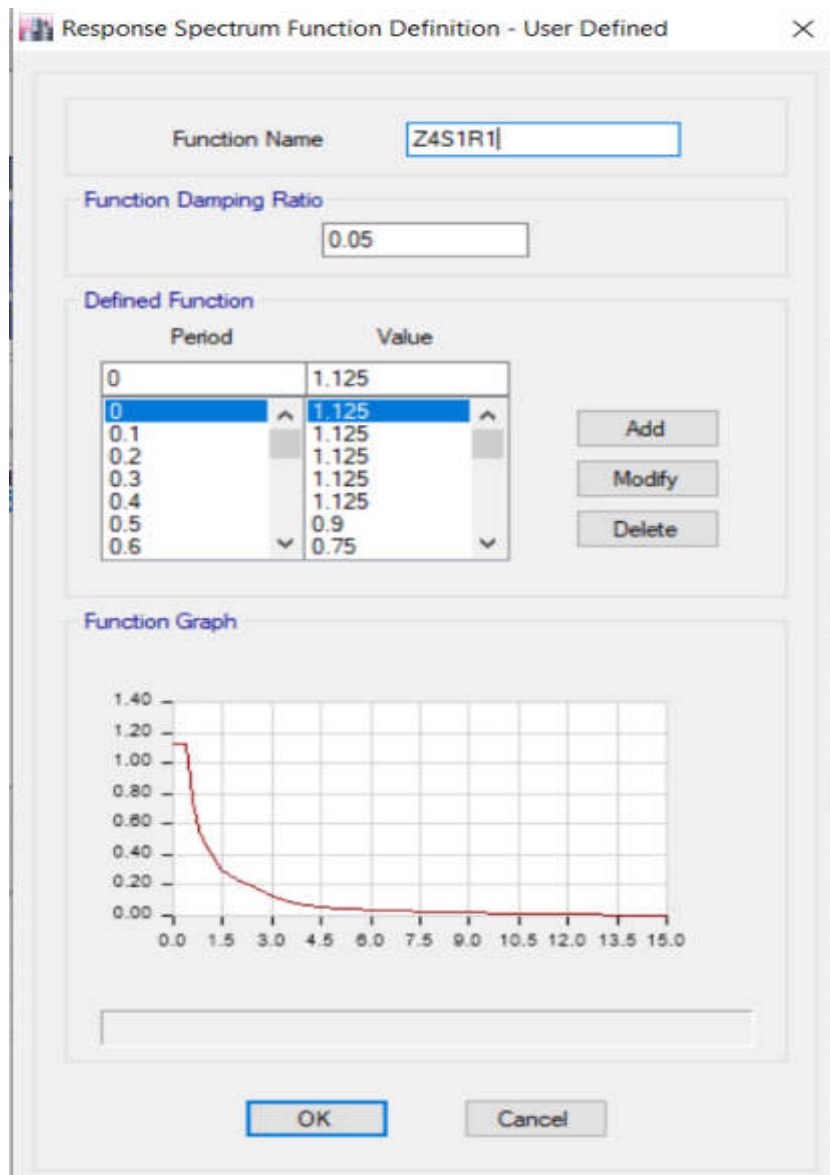 Response Spectrum Function Definition - User Defined
Function Name Z4S1R1
Function Damping Ratio
0.05
Defined Function
Period Value
0 1.125
0 1.125
0.1 1.125
0.2 1.125
0.3 1.125
0.4 1.125
0.5 0.9
0.6 0.75
Add
Modify
Delete
Function Graph
1.40
1.20
1.00
0.80
0.60
0.40
0.20
0.00
0.0 1.5 3.0 4.5 6.0 7.5 9.0 10.5 12.0 13.5 15.0
OK Cancel